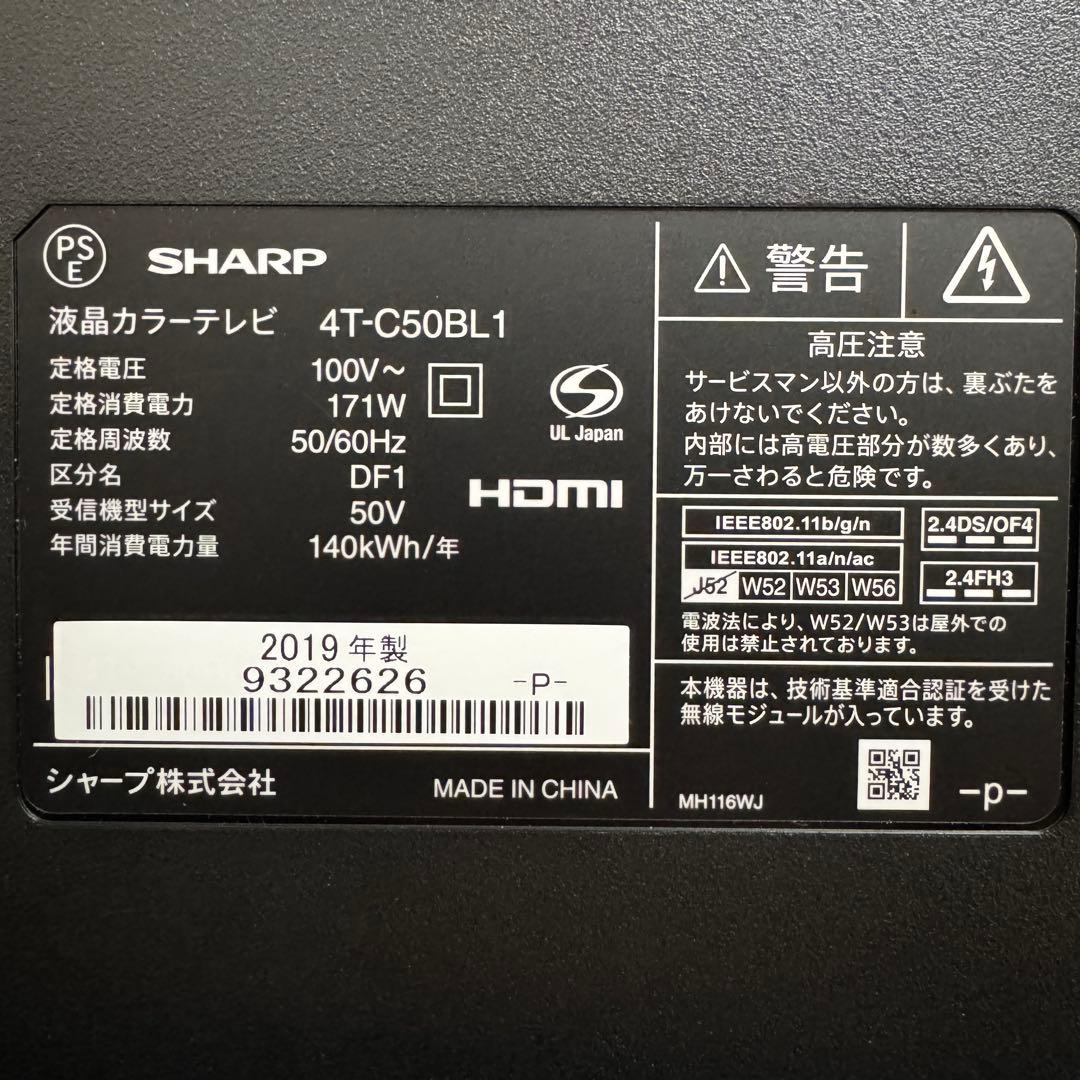 PSE
SHARP
液晶カラーテレビ 4T-C50BL1
定格電圧 100V～
定格消費電力 171W
定格周波数 50/60Hz
区分名 DF1
受信機型サイズ 50V
年間消費電力量 140kWh/年
UL Japan
HDMI
2019 年製
9322626 -P-
シャープ株式会社 MADE IN CHINA
警告
高圧注意
サービスマン以外の方は、裏ぶたを
あけないでください。
内部には高電圧部分が数多くあり、
万一さわると危険です。
IEEE802.11b/g/n
IEEE802.11a/n/ac
J52 W52 W53 W56
2.4DS/OF4
2.4FH3
電波法により、W52/W53は屋外での
使用は禁止されております。
本機器は、技術基準適合認証を受けた
無線モジュールが入っています。
MH116WJ -p-